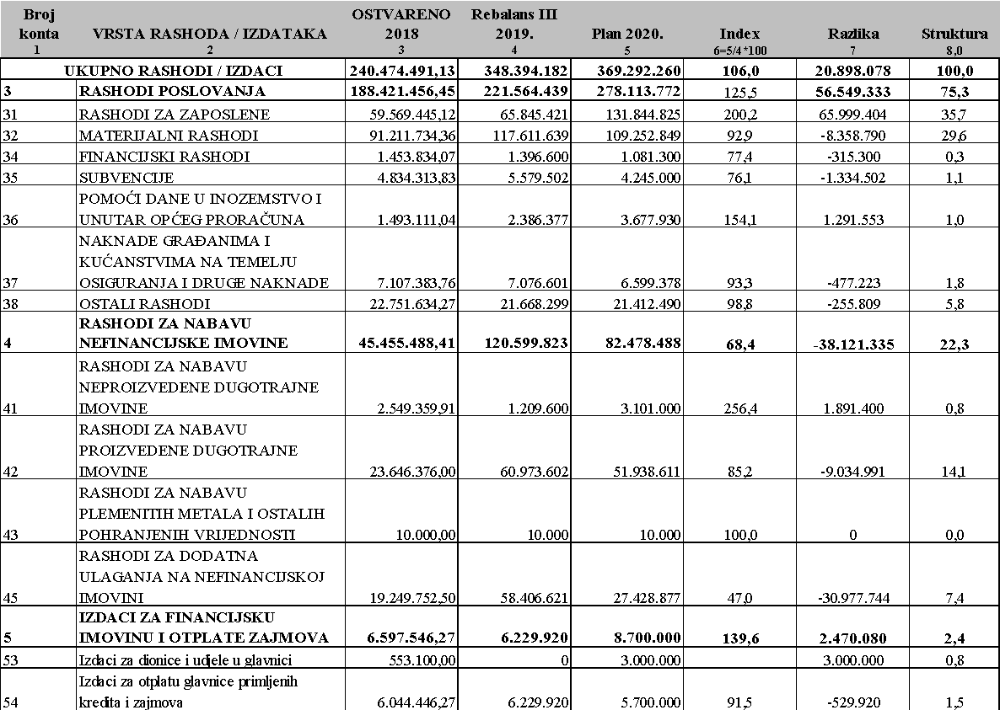 Broj OSTVARENO Rebalans III
konta VRSTA RASHODA / IZDATAKA 2018 2019. Plan 2020. Index Razlika Struktura
1 2 3 4 5 6=5/4*100 7 8,0
UKUPNO RASHODI / IZDACI 240.474.491,13 348.394.182 369.292.260 106,0 20.898.078 100,0
3 RASHODI POSLOVANJA 188.421.456,45 221.564.439 278.113.772 125,5 56.549.333 75,3
31 RASHODI ZA ZAPOSLENE 59.569.445,12 65.845.421 131.844.825 200,2 65.999.404 35,7
32 MATERIJALNI RASHODI 91.211.734,36 117.611.639 109.252.849 92,9 -8.358.790 29,6
34 FINANCIJSKI RASHODI 1.453.834,07 1.396.600 1.081.300 77,4 -315.300 0,3
35 SUBVENCIJE 4.834.313,83 5.579.502 4.245.000 76,1 -1.334.502 1,1
POMOĆI DANE U INOZEMSTVO I
36 UNUTAR OPĆEG PRORAČUNA 1.493.111,04 2.386.377 3.677.930 154,1 1.291.553 1,0
NAKNADE GRAĐANIMA I
KUĆANSTVIMA NA TEMELJU
37 OSIGURANJA I DRUGE NAKNADE 7.107.383,76 7.076.601 6.599.378 93,3 -477.223 1,8
38 OSTALI RASHODI 22.751.634,27 21.668.299 21.412.490 98,8 -255.809 5,8
RASHODI ZA NABAVU
4 NEFINANCIJSKE IMOVINE 45.455.488,41 120.599.823 82.478.488 68,4 -38.121.335 22,3
RASHODI ZA NABAVU
NEPROIZVEDENE DUGOTRAJNE
41 IMOVINE 2.549.359,91 1.209.600 3.101.000 256,4 1.891.400 0,8
RASHODI ZA NABAVU
PROIZVEDENE DUGOTRAJNE
42 IMOVINE 23.646.376,00 60.973.602 51.938.611 85,2 -9.034.991 14,1
RASHODI ZA NABAVU
PLEMENITIH METALA I OSTALIH
43 POHRANJENIH VRIJEDNOSTI 10.000,00 10.000 10.000 100,0 0 0,0
RASHODI ZA DODATNA
ULAGANJA NA NEFINANCIJSKOJ
45 IMOVINI 19.249.752,50 58.406.621 27.428.877 47,0 -30.977.744 7,4
IZDACI ZA FINANCIJSKU
5 IMOVINU I OTPLATE ZAJMOVA 6.597.546,27 6.229.920 8.700.000 139,6 2.470.080 2,4
53 Izdaci za dionice i udjele u glavnici 553.100,00 0 3.000.000 3.000.000 0,8
Izdaci za otplatu glavnice primljenih
54 kredita i zajmova 6.044.446,27 6.229.920 5.700.000 91,5 -529.920 1,5